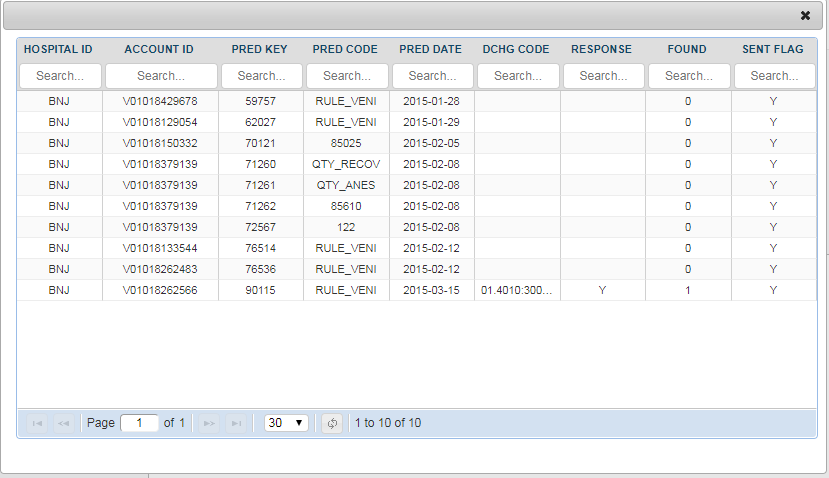 HOSPITAL ID ACCOUNT ID PRED KEY PRED CODE PRED DATE DCHG CODE RESPONSE FOUND SENT FLAG
Search... Search... Search... Search... Search... Search... Search... Search... Search...
BNJ V01018429678 59757 RULE_VENI 2015-01-28 0 Y
BNJ V01018129054 62027 RULE_VENI 2015-01-29 0 Y
BNJ V01018150332 70121 85025 2015-02-05 0 Y
BNJ V01018379139 71260 QTY_RECOV 2015-02-08 0 Y
BNJ V01018379139 71261 QTY_ANES 2015-02-08 0 Y
BNJ V01018379139 71262 85610 2015-02-08 0 Y
BNJ V01018379139 72567 122 2015-02-08 0 Y
BNJ V01018133544 76514 RULE_VENI 2015-02-12 0 Y
BNJ V01018262483 76536 RULE_VENI 2015-02-12 0 Y
BNJ V01018262566 90115 RULE_VENI 2015-03-15 01.4010:300... Y 1 Y
Page 1 of 1 30 1 to 10 of 10